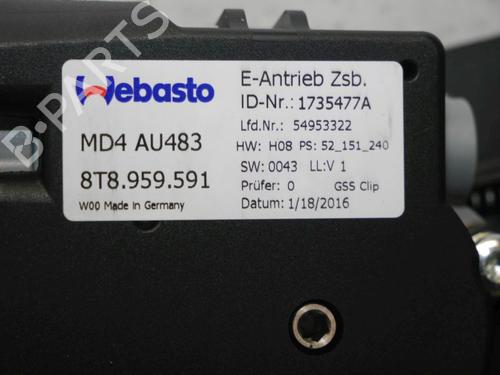 Webasto
MD4 AU483
8T8.959.591
W00 Made in Germany
E-Antrieb Zsb.
ID-Nr.: 1735477A
Lfd.Nr.: 54953322
HW: H08 PS: 52_151_240
SW: 0043 LL:V 1
Prüfer: 0 GSS Clip
Datum: 1/18/2016
B-PARTS